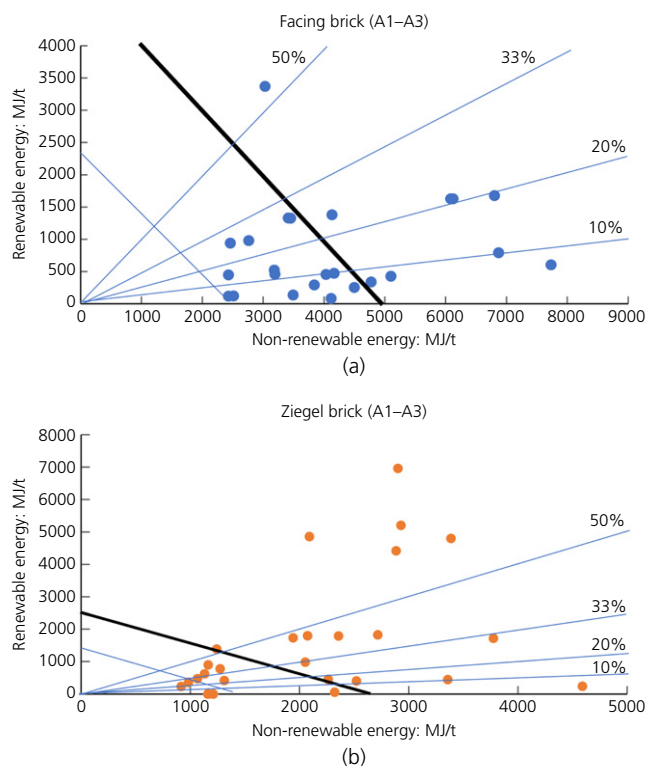 Facing brick (A1–A3)
4000
3500
3000
2500
2000
1500
1000
500
0
Renewable energy: MJ/t
50%
33%
20%
10%
0 1000 2000 3000 4000 5000 6000 7000 8000 9000
Non-renewable energy: MJ/t
(a)
Ziegel brick (A1–A3)
8000
7000
6000
5000
4000
3000
2000
1000
0
Renewable energy: MJ/t
50%
33%
20%
10%
0 1000 2000 3000 4000 5000
Non-renewable energy: MJ/t
(b)